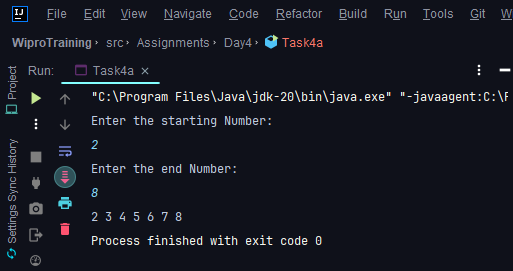 IJ File Edit View Navigate Code Refactor Build Run Tools Git
WiproTraining src Assignments Day4 Task4a
Project
Settings Sync History
Run: Task4a ×
"C:\Program Files\Java\jdk-20\bin\java.exe" "-javaagent:C:\
Enter the starting Number:
2
Enter the end Number:
8
2 3 4 5 6 7 8
Process finished with exit code 0